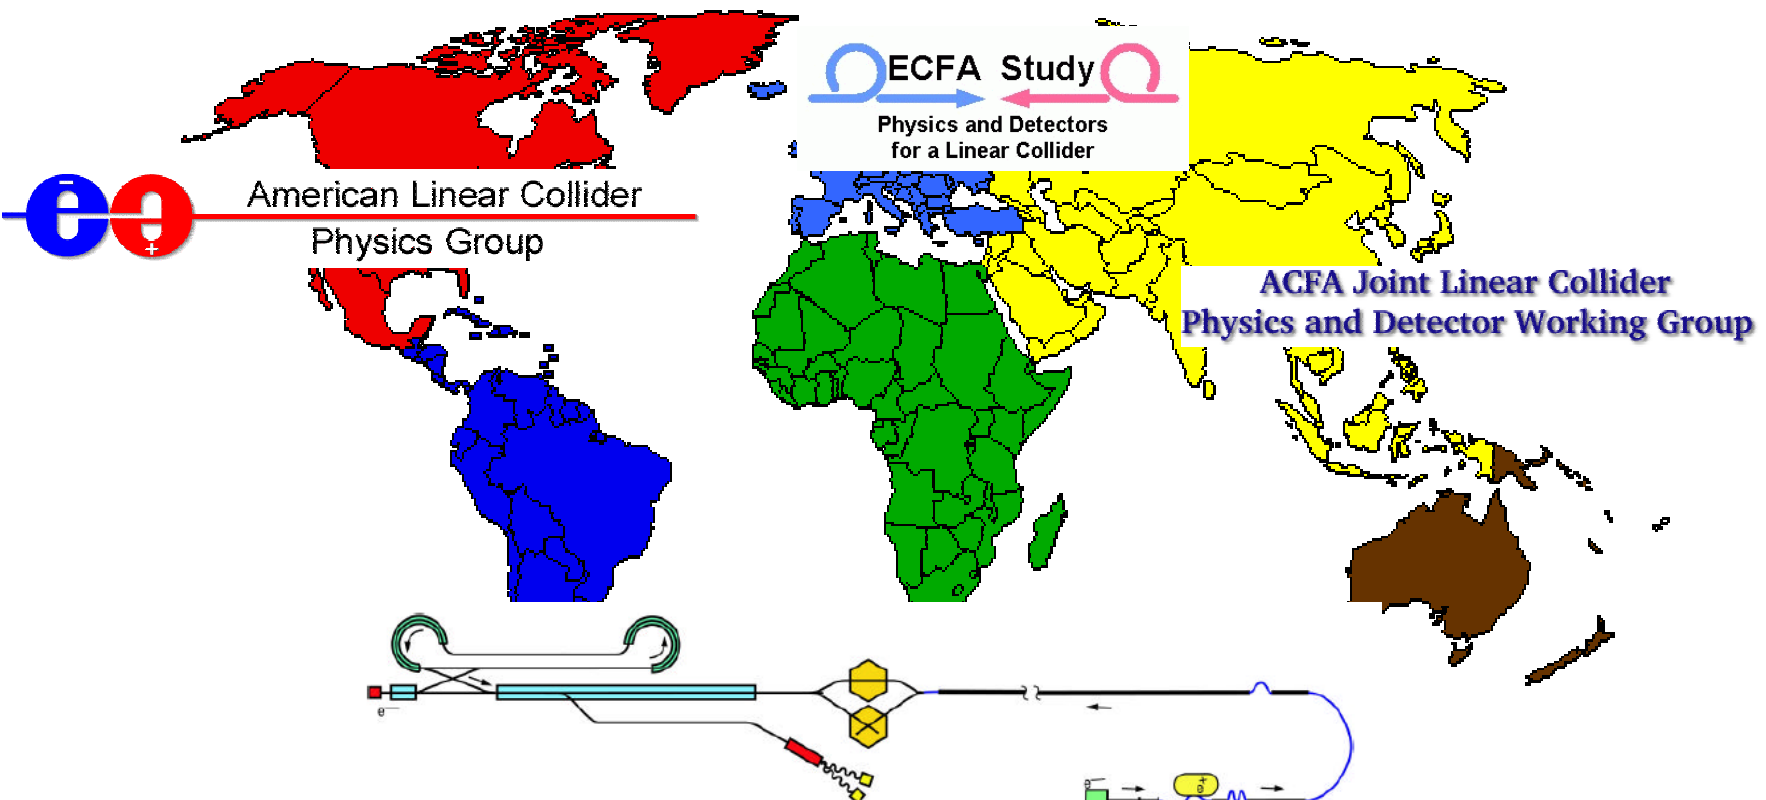 ECFA Study
Physics and Detectors
for a Linear Collider
e e
- +
American Linear Collider
Physics Group
ACFA Joint Linear Collider
Physics and Detector Working Group
e—
e—
e+